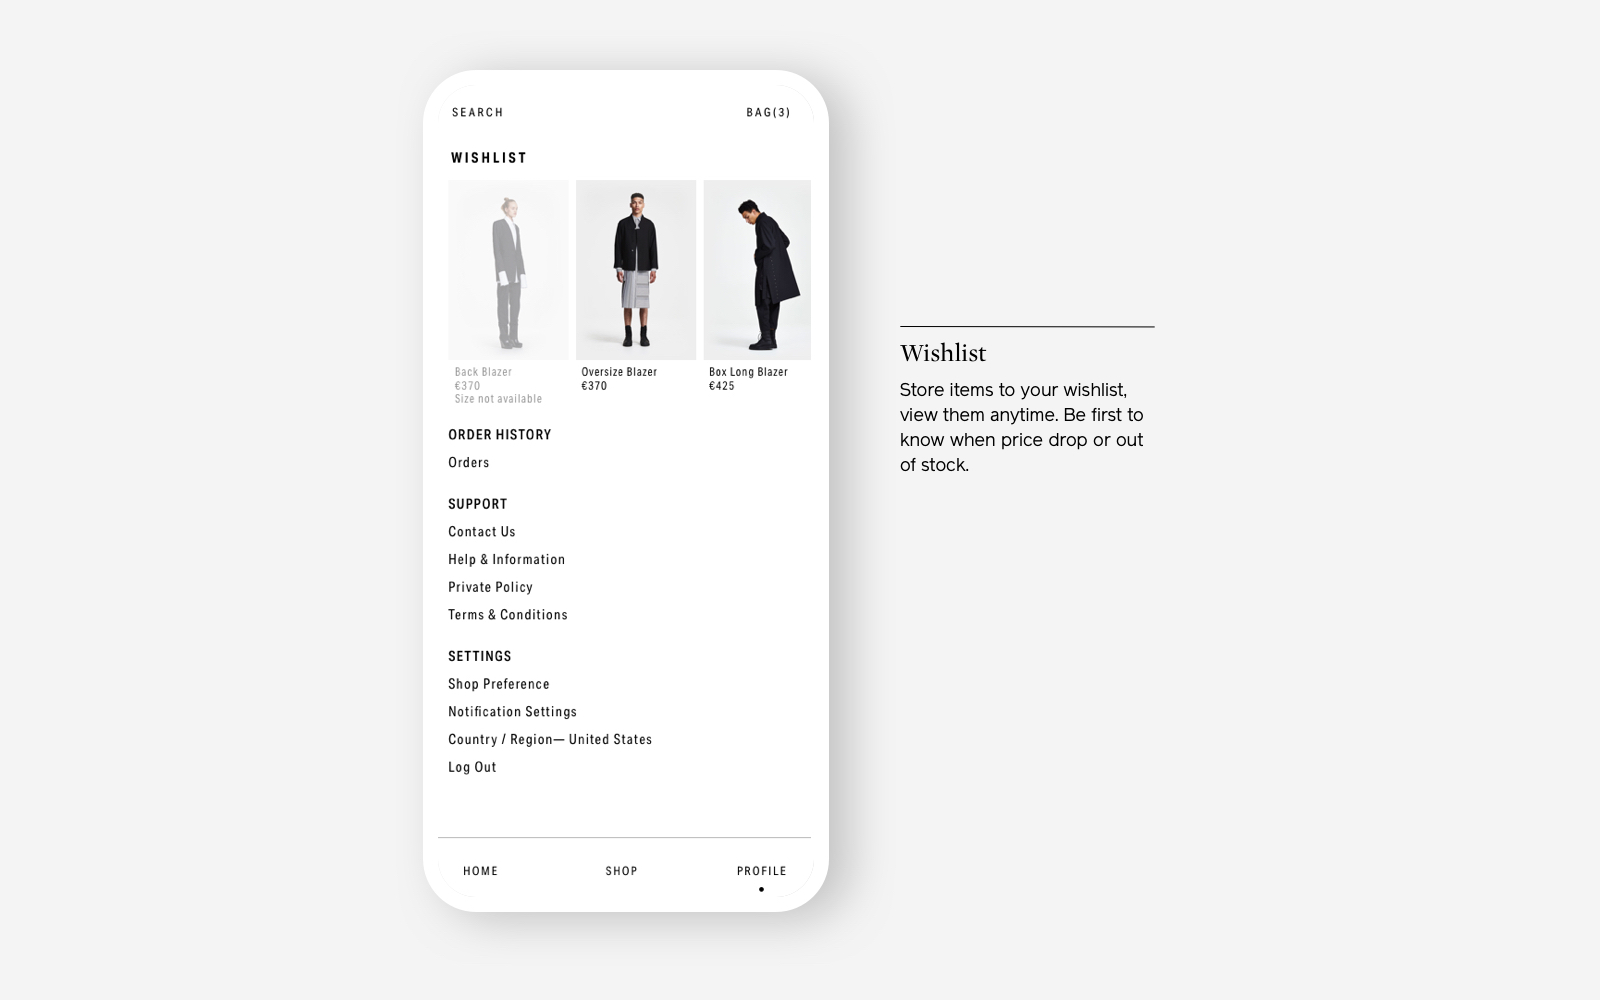 SEARCH
BAG(3)
WISHLIST
Back Blazer
€370
Size not available
Oversize Blazer
€370
Box Long Blazer
€425
ORDER HISTORY
Orders
SUPPORT
Contact Us
Help & Information
Private Policy
Terms & Conditions
SETTINGS
Shop Preference
Notification Settings
Country / Region— United States
Log Out
HOME
SHOP
PROFILE
Wishlist
Store items to your wishlist,
view them anytime. Be first to
know when price drop or out
of stock.